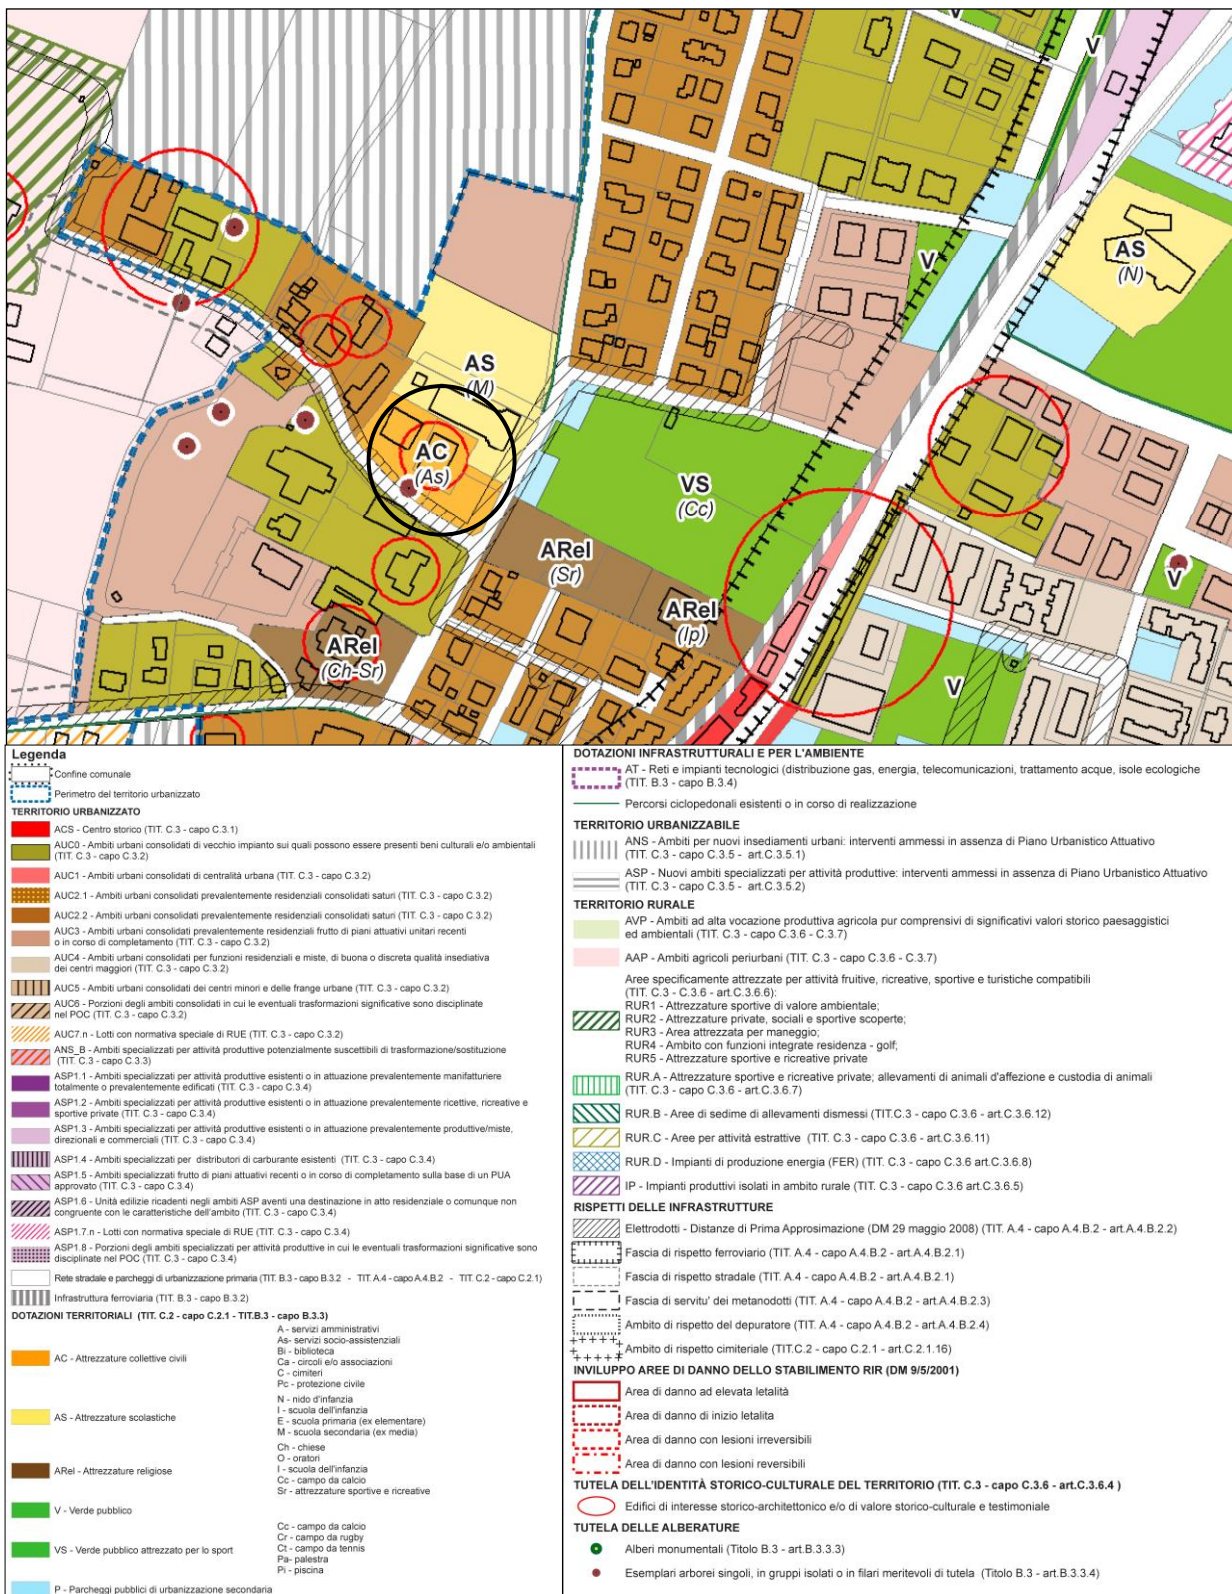 V
V
AS
(N)
V
AS
(M)
AC
(As)
VS
(Cc)
ARel
(Sr)
ARel
(Ip)
V
ARel
(Ch-Sr)
V
Legenda
Confine comunale
Perimetro del territorio urbanizzato
TERRITORIO URBANIZZATO
ACS - Centro storico (TIT. C.3 - capo C.3.1)
AUC0 - Ambiti urbani consolidati di vecchio impianto sui quali possono essere presenti beni culturali e/o ambientali
(TIT. C.3 - capo C.3.2)
AUC1 - Ambiti urbani consolidati di centralità urbana (TIT. C.3 - capo C.3.2)
AUC2.1 - Ambiti urbani consolidati prevalentemente residenziali consolidati saturi (TIT. C.3 - capo C.3.2)
AUC2.2 - Ambiti urbani consolidati prevalentemente residenziali consolidati saturi (TIT. C.3 - capo C.3.2)
AUC3 - Ambiti urbani consolidati prevalentemente residenziali frutto di piani attuativi unitari recenti
o in corso di completamento (TIT. C.3 - capo C.3.2)
AUC4 - Ambiti urbani consolidati per funzioni residenziali e miste, di buona o discreta qualità insediativa
dei centri maggiori (TIT. C.3 - capo C.3.2)
AUC5 - Ambiti urbani consolidati dei centri minori e delle frange urbane (TIT. C.3 - capo C.3.2)
AUC6 - Porzioni degli ambiti consolidati in cui le eventuali trasformazioni significative sono disciplinate
nel POC (TIT. C.3 - capo C.3.2)
AUC7.n - Lotti con normativa speciale di RUE (TIT. C.3 - capo C.3.2)
ANS_B - Ambiti specializzati per attività produttive potenzialmente suscettibili di trasformazione/sostituzione
(TIT. C.3 - capo C.3.3)
ASP1.1 - Ambiti specializzati per attività produttive esistenti o in attuazione prevalentemente manifatturiere
totalmente o prevalentemente edificati (TIT. C.3 - capo C.3.4)
ASP1.2 - Ambiti specializzati per attività produttive esistenti o in attuazione prevalentemente ricettive, ricreative e
sportive private (TIT. C.3 - capo C.3.4)
ASP1.3 - Ambiti specializzati per attività produttive esistenti o in attuazione prevalentemente produttive/miste,
direzionali e commerciali (TIT. C.3 - capo C.3.4)
ASP1.4 - Ambiti specializzati per distributori di carburante esistenti (TIT. C.3 - capo C.3.4)
ASP1.5 - Ambiti specializzati frutto di piani attuativi recenti o in corso di completamento sulla base di un PUA
approvato (TIT. C.3 - capo C.3.4)
ASP1.6 - Unità edilizie ricadenti negli ambiti ASP aventi una destinazione in atto residenziale o comunque non
congruente con le caratteristiche dell'ambito (TIT. C.3 - capo C.3.4)
ASP1.7.n - Lotti con normativa speciale di RUE (TIT. C.3 - capo C.3.4)
ASP1.8 - Porzioni degli ambiti specializzati per attività produttive in cui le eventuali trasformazioni significative sono
disciplinate nel POC (TIT. C.3 - capo C.3.4)
Rete stradale e parcheggi di urbanizzazione primaria (TIT. B.3 - capo B.3.2 - TIT. A.4 - capo A.4.B.2 - TIT. C.2 - capo C.2.1)
Infrastruttura ferroviaria (TIT. B.3 - capo B.3.2)
DOTAZIONI TERRITORIALI (TIT. C.2 - capo C.2.1 - TIT.B.3 - capo B.3.3)
AC - Attrezzature collettive civili
A - servizi amministrativi
As- servizi socio-assistenziali
Bi - biblioteca
Ca - circoli e/o associazioni
C - cimiteri
Pc - protezione civile
AS - Attrezzature scolastiche
N - nido d'infanzia
I - scuola dell'infanzia
E - scuola primaria (ex elementare)
M - scuola secondaria (ex media)
ARel - Attrezzature religiose
Ch - chiese
O - oratori
I - scuola dell'infanzia
Cc - campo da calcio
Sr - attrezzature sportive e ricreative
V - Verde pubblico
VS - Verde pubblico attrezzato per lo sport
Cc - campo da calcio
Cr - campo da rugby
Ct - campo da tennis
Pa- palestra
Pi - piscina
P - Parcheggi pubblici di urbanizzazione secondaria
DOTAZIONI INFRASTRUTTURALI E PER L'AMBIENTE
AT - Reti e impianti tecnologici (distribuzione gas, energia, telecomunicazioni, trattamento acque, isole ecologiche
(TIT. B.3 - capo B.3.4)
Percorsi ciclopedonali esistenti o in corso di realizzazione
TERRITORIO URBANIZZABILE
ANS - Ambiti per nuovi insediamenti urbani: interventi ammessi in assenza di Piano Urbanistico Attuativo
(TIT. C.3 - capo C.3.5 - art.C.3.5.1)
ASP - Nuovi ambiti specializzati per attività produttive: interventi ammessi in assenza di Piano Urbanistico Attuativo
(TIT. C.3 - capo C.3.5 - art.C.3.5.2)
TERRITORIO RURALE
AVP - Ambiti ad alta vocazione produttiva agricola pur comprensivi di significativi valori storico paesaggistici
ed ambientali (TIT. C.3 - capo C.3.6 - C.3.7)
AAP - Ambiti agricoli periurbani (TIT. C.3 - capo C.3.6 - C.3.7)
Aree specificamente attrezzate per attività fruitive, ricreative, sportive e turistiche compatibili
(TIT. C.3 - C.3.6 - art.C.3.6.6):
RUR1 - Attrezzature sportive di valore ambientale;
RUR2 - Attrezzature private, sociali e sportive scoperte;
RUR3 - Area attrezzata per maneggio;
RUR4 - Ambito con funzioni integrate residenza - golf;
RUR5 - Attrezzature sportive e ricreative private
RUR.A - Attrezzature sportive e ricreative private; allevamenti di animali d'affezione e custodia di animali
(TIT. C.3 - capo C.3.6 - art.C.3.6.7)
RUR.B - Aree di sedime di allevamenti dismessi (TIT.C.3 - capo C.3.6 - art.C.3.6.12)
RUR.C - Aree per attività estrattive (TIT. C.3 - capo C.3.6 - art.C.3.6.11)
RUR.D - Impianti di produzione energia (FER) (TIT. C.3 - capo C.3.6 art.C.3.6.8)
IP - Impianti produttivi isolati in ambito rurale (TIT. C.3 - capo C.3.6 art.C.3.6.5)
RISPETTI DELLE INFRASTRUTTURE
Elettrodotti - Distanze di Prima Approsimazione (DM 29 maggio 2008) (TIT. A.4 - capo A.4.B.2 - art.A.4.B.2.2)
Fascia di rispetto ferroviario (TIT. A.4 - capo A.4.B.2 - art.A.4.B.2.1)
Fascia di rispetto stradale (TIT. A.4 - capo A.4.B.2 - art.A.4.B.2.1)
Fascia di servitu' dei metanodotti (TIT. A.4 - capo A.4.B.2 - art.A.4.B.2.3)
Ambito di rispetto del depuratore (TIT. A.4 - capo A.4.B.2 - art.A.4.B.2.4)
Ambito di rispetto cimiteriale (TIT.C.2 - capo C.2.1 - art.C.2.1.16)
INVILUPPO AREE DI DANNO DELLO STABILIMENTO RIR (DM 9/5/2001)
Area di danno ad elevata letalità
Area di danno di inizio letalita
Area di danno con lesioni irreversibili
Area di danno con lesioni reversibili
TUTELA DELL'IDENTITÀ STORICO-CULTURALE DEL TERRITORIO (TIT. C.3 - capo C.3.6 - art.C.3.6.4 )
Edifici di interesse storico-architettonico e/o di valore storico-culturale e testimoniale
TUTELA DELLE ALBERATURE
Alberi monumentali (Titolo B.3 - art.B.3.3.3)
Esemplari arborei singoli, in gruppi isolati o in filari meritevoli di tutela (Titolo B.3 - art.B.3.3.4)